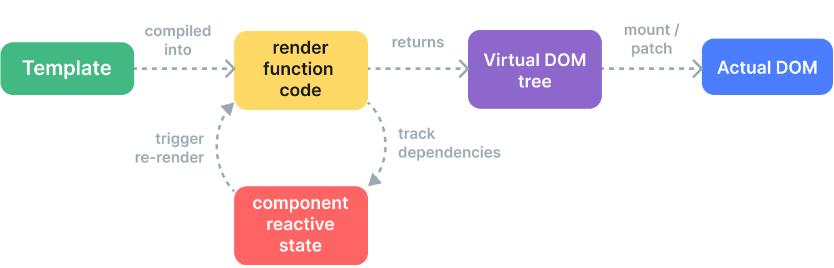 compiled
into
returns
mount /
patch
Template
render
function
code
Virtual DOM
tree
Actual DOM
trigger
re-render
track
dependencies
component
reactive
state